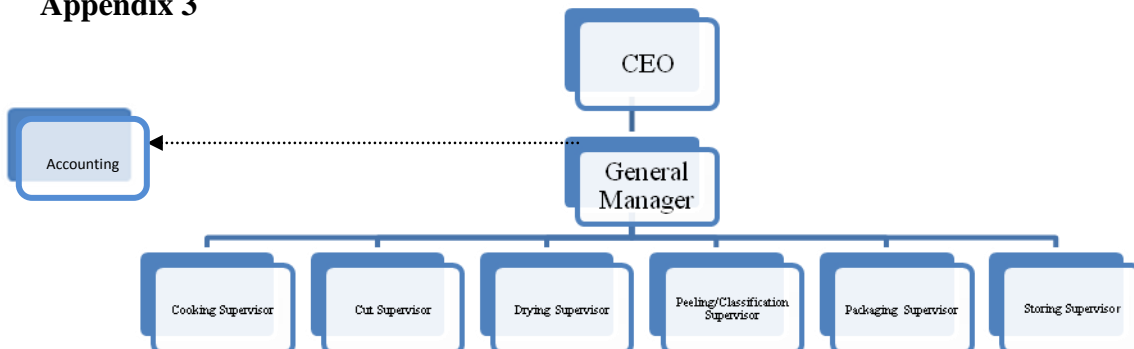 Appendix 3
CEO
Accounting
General
Manager
Cooking Supervisor
Cut Supervisor
Drying Supervisor
Peeling/Classification
Supervisor
Packaging Supervisor
Storing Supervisor